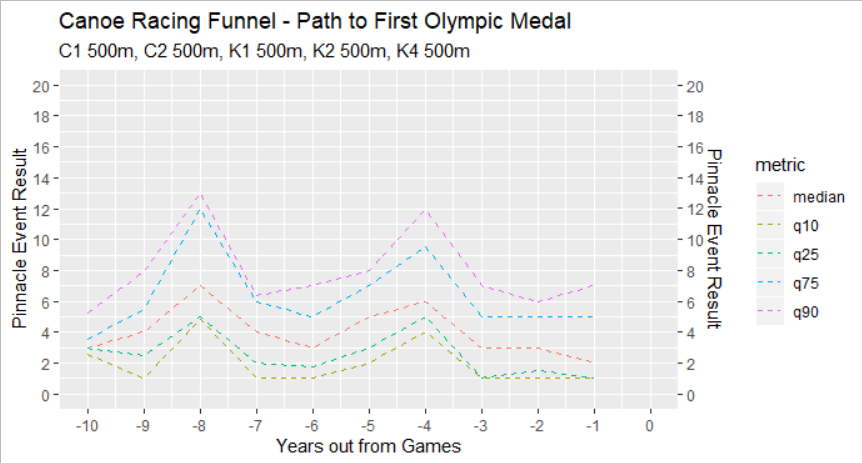 Canoe Racing Funnel - Path to First Olympic Medal
C1 500m, C2 500m, K1 500m, K2 500m, K4 500m
Pinnacle Event Result
20
18
16
14
12
10
8
6
4
2
0
20
18
16
14
12
10
8
6
4
2
0
Pinnacle Event Result
-10 -9 -8 -7 -6 -5 -4 -3 -2 -1 0
Years out from Games
metric
median
q10
q25
q75
q90